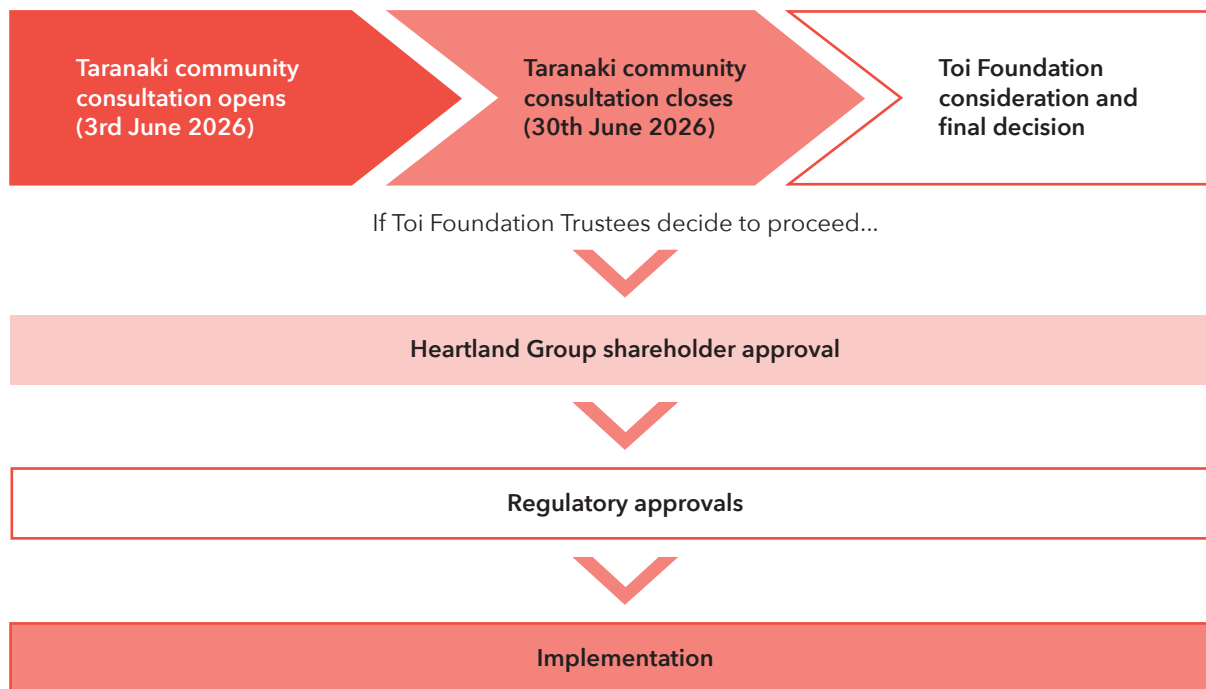 Taranaki community
consultation opens
(3rd June 2026)
Taranaki community
consultation closes
(30th June 2026)
Toi Foundation
consideration and
final decision
If Toi Foundation Trustees decide to proceed...
Heartland Group shareholder approval
Regulatory approvals
Implementation